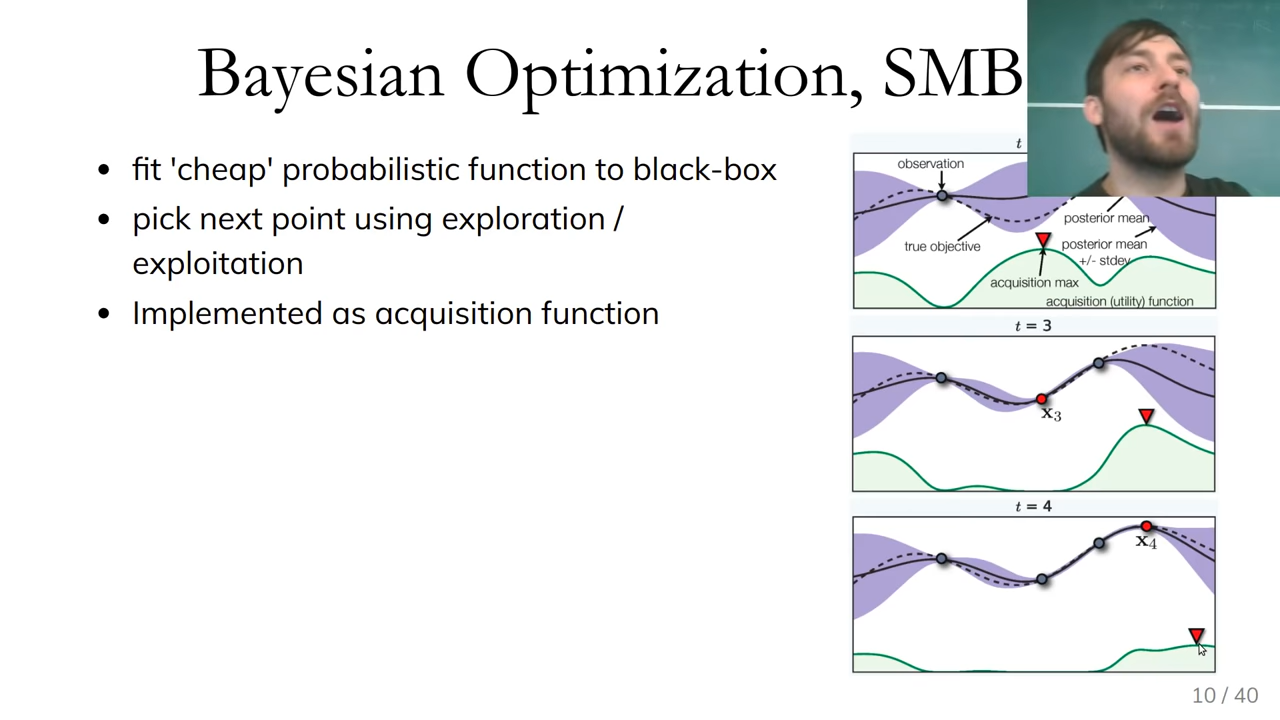 Bayesian Optimization, SMB
• fit 'cheap' probabilistic function to black-box
• pick next point using exploration /
exploitation
• Implemented as acquisition function
t
observation
true objective
posterior mean
posterior mean
+/- stdev
acquisition max
acquisition (utility) function
t = 3
x₃
t = 4
x₄
10 / 40